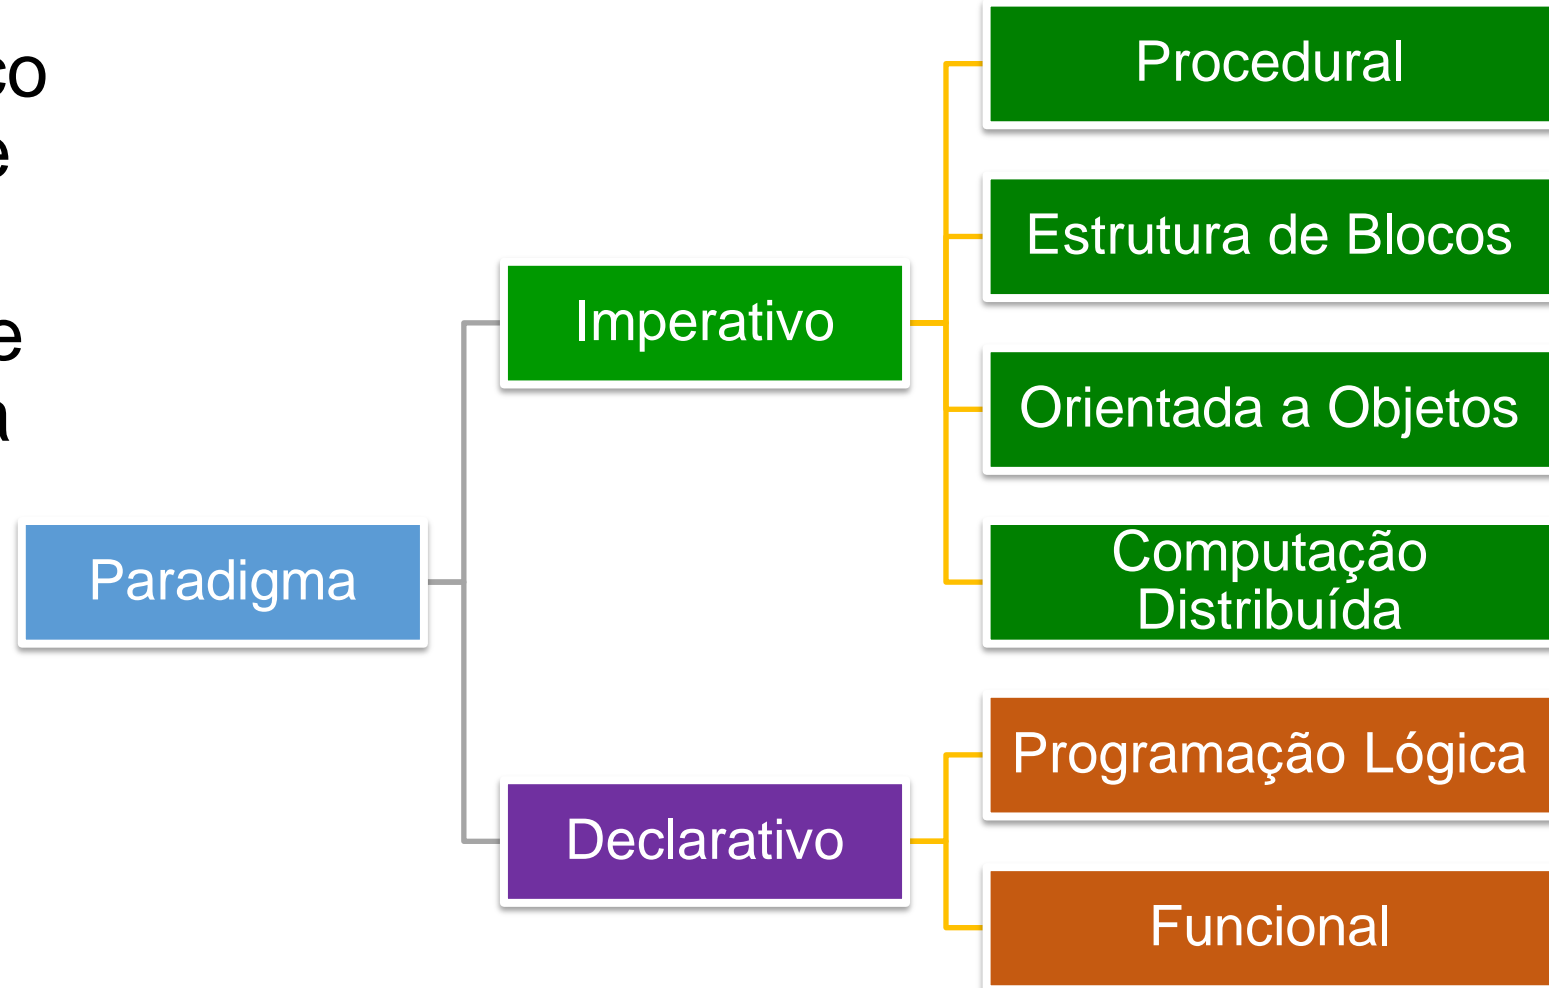 Procedural
Estrutura de Blocos
Imperativo
Orientada a Objetos
Computação
Distribuída
Paradigma
Programação Lógica
Declarativo
Funcional